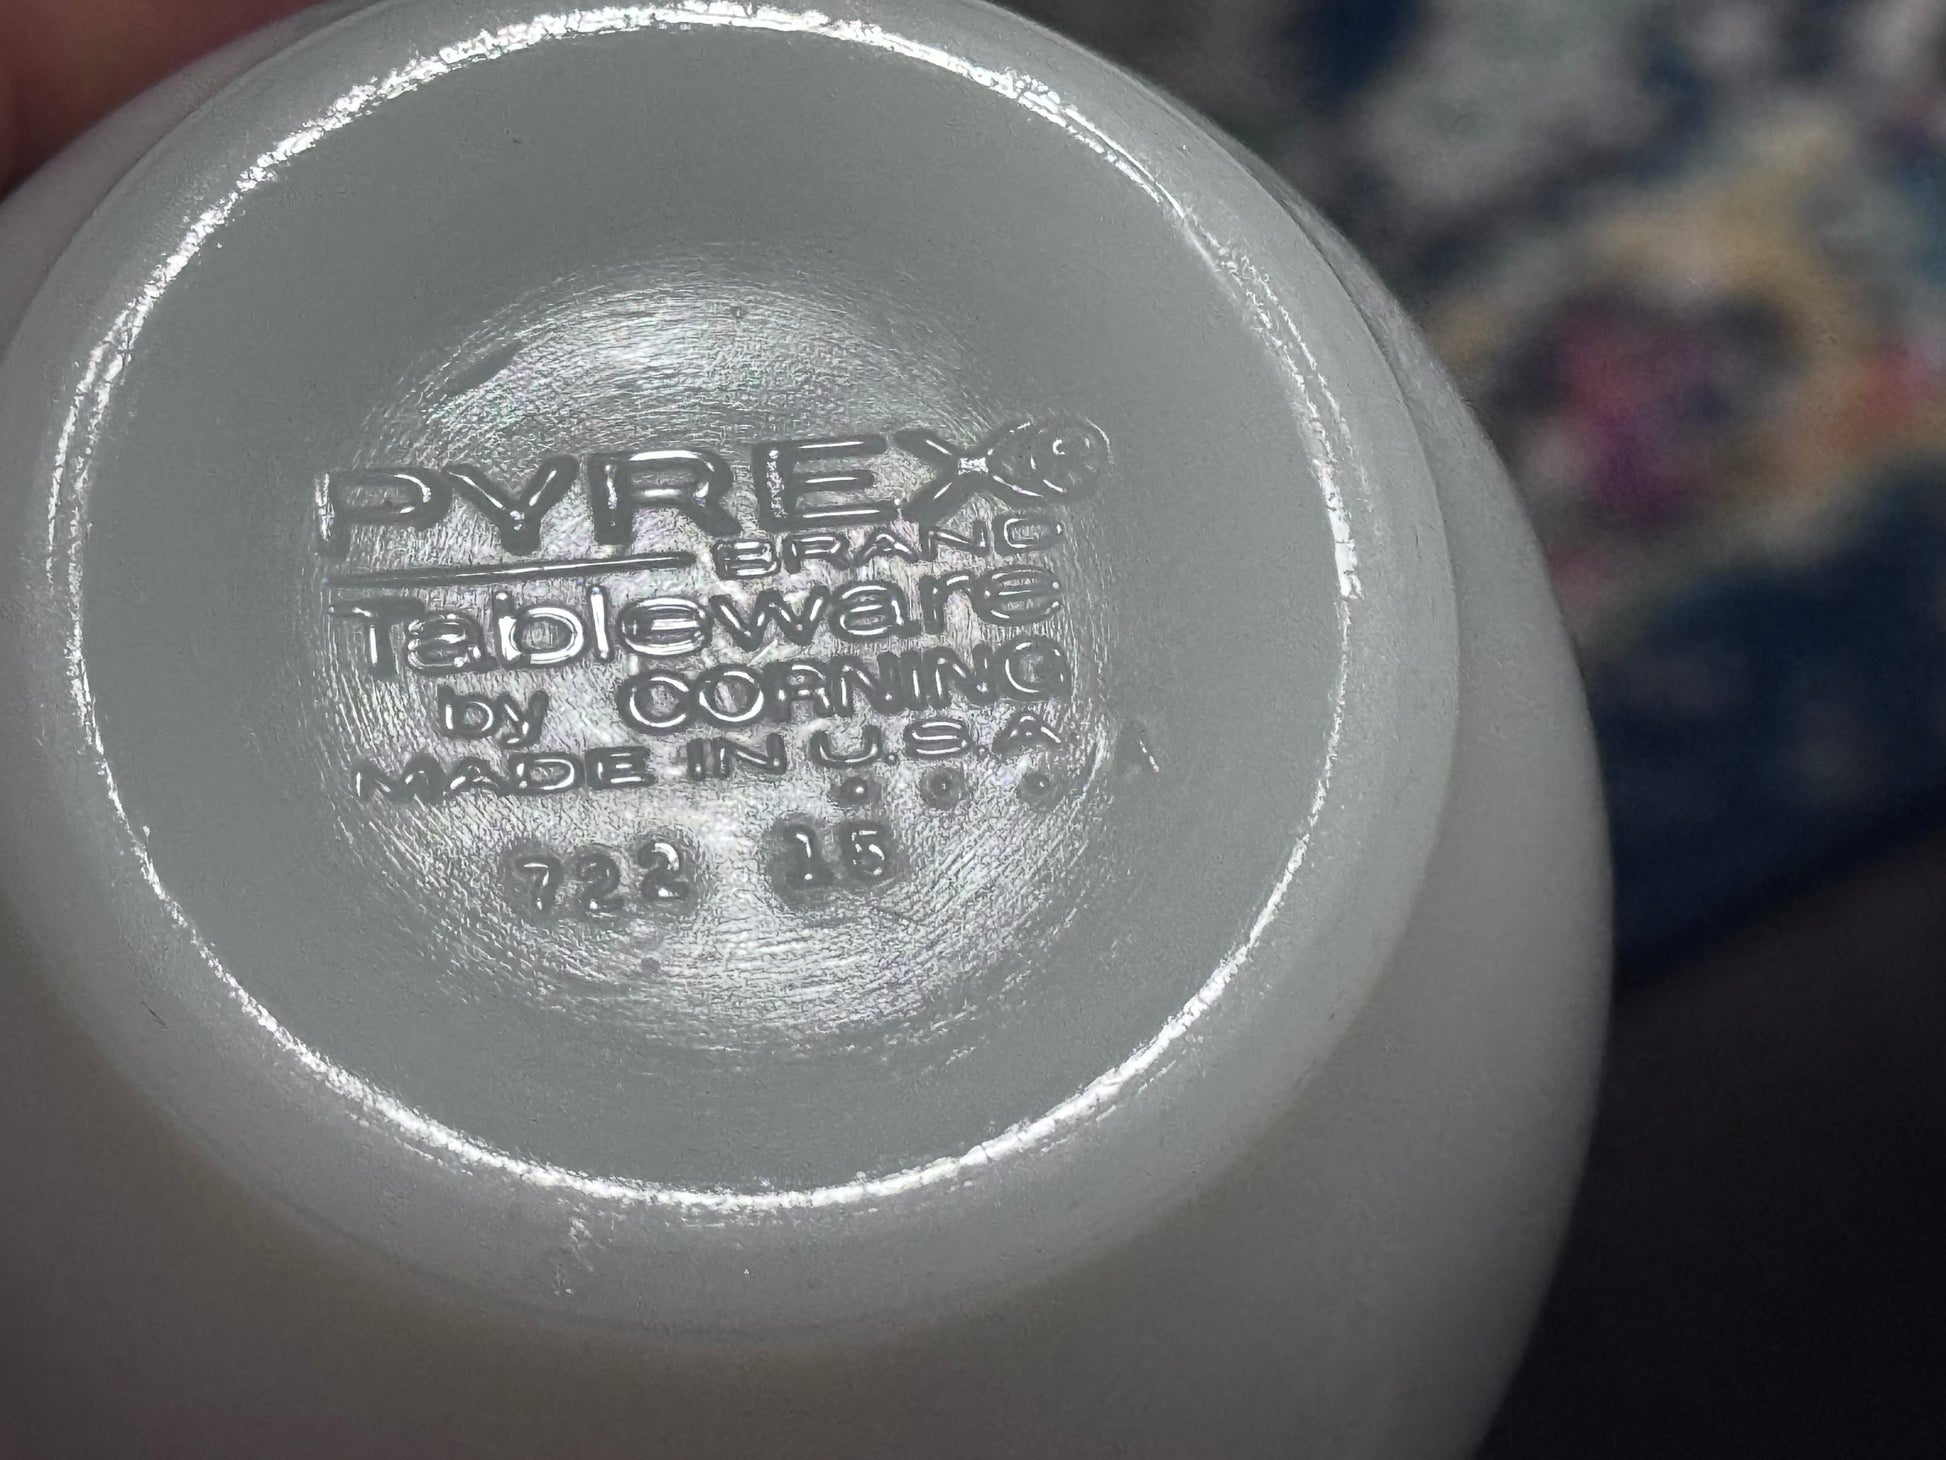 PYREX®
BRAND
Tableware
by CORNING
MADE IN U.S.A
722 15